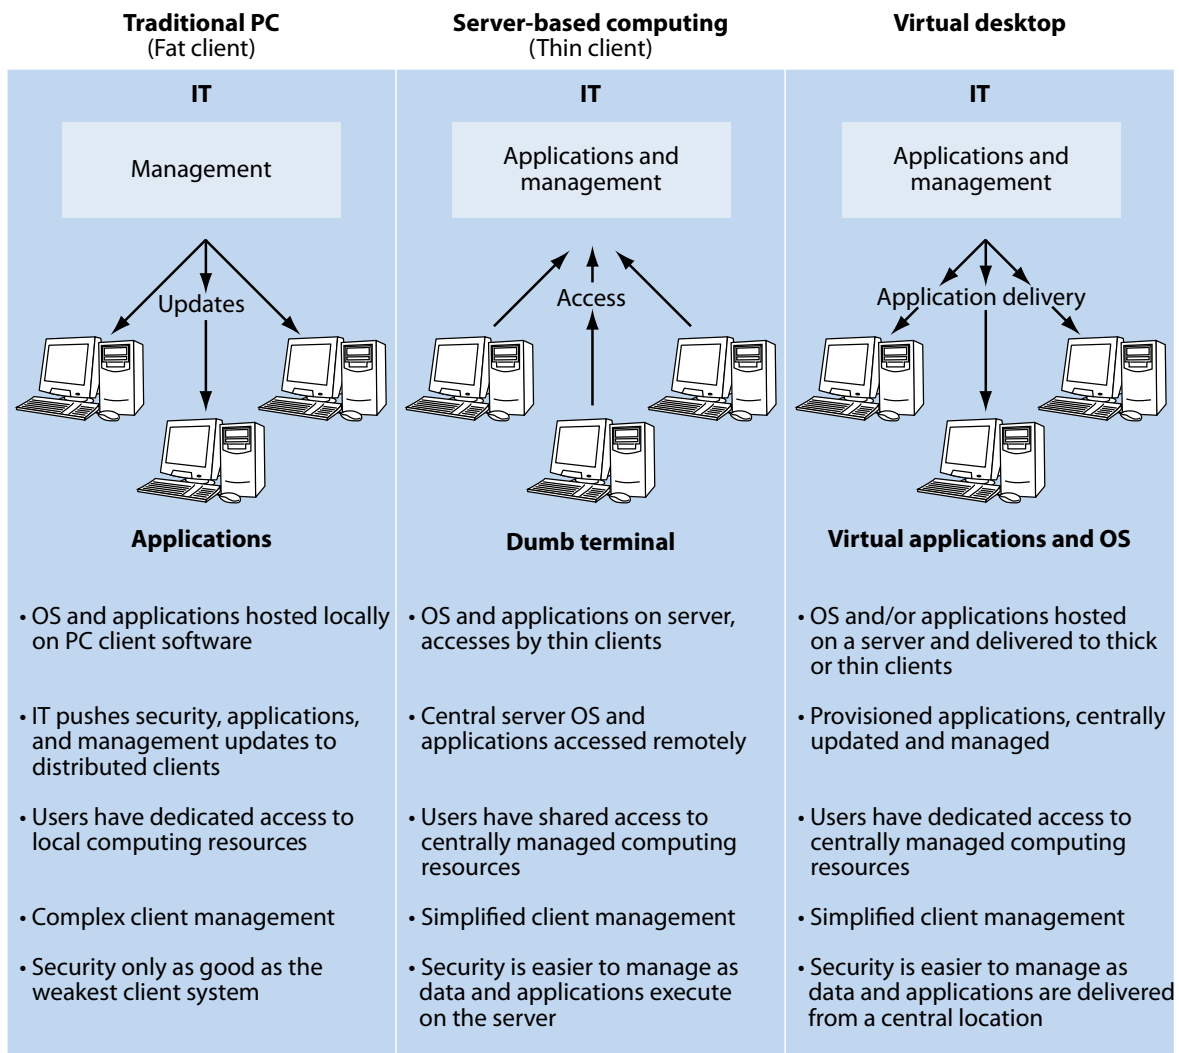 Traditional PC
(Fat client)
IT
Management
Updates
Applications
• OS and applications hosted locally
on PC client software
• IT pushes security, applications,
and management updates to
distributed clients
• Users have dedicated access to
local computing resources
• Complex client management
• Security only as good as the
weakest client system
Server-based computing
(Thin client)
IT
Applications and
management
Access
Dumb terminal
• OS and applications on server,
accesses by thin clients
• Central server OS and
applications accessed remotely
• Users have shared access to
centrally managed computing
resources
• Simplified client management
• Security is easier to manage as
data and applications execute
on the server
Virtual desktop
IT
Applications and
management
Application delivery
Virtual applications and OS
• OS and/or applications hosted
on a server and delivered to thick
or thin clients
• Provisioned applications, centrally
updated and managed
• Users have dedicated access to
centrally managed computing
resources
• Simplified client management
• Security is easier to manage as
data and applications are delivered
from a central location